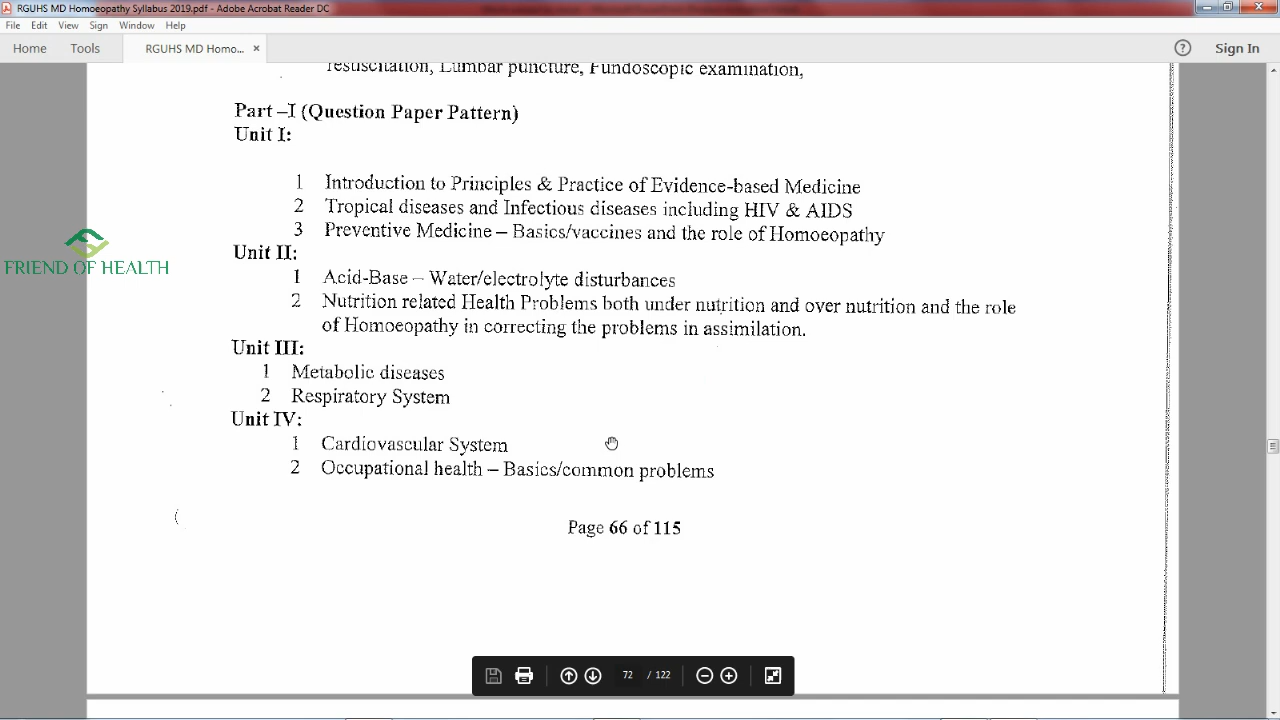 RGUHS MD Homoeopathy Syllabus 2019.pdf - Adobe Acrobat Reader DC
File Edit View Sign Window Help
Home Tools RGUHS MD Homo... × ? Sign In
resuscitation, Lumbar puncture, Fundoscopic examination,
Part –I (Question Paper Pattern)
Unit I:
1 Introduction to Principles & Practice of Evidence-based Medicine
2 Tropical diseases and Infectious diseases including HIV & AIDS
3 Preventive Medicine – Basics/vaccines and the role of Homoeopathy
Unit II:
FRIEND OF HEALTH
1 Acid-Base – Water/electrolyte disturbances
2 Nutrition related Health Problems both under nutrition and over nutrition and the role
of Homoeopathy in correcting the problems in assimilation.
Unit III:
1 Metabolic diseases
2 Respiratory System
Unit IV:
1 Cardiovascular System
2 Occupational health – Basics/common problems
Page 66 of 115
72 / 122